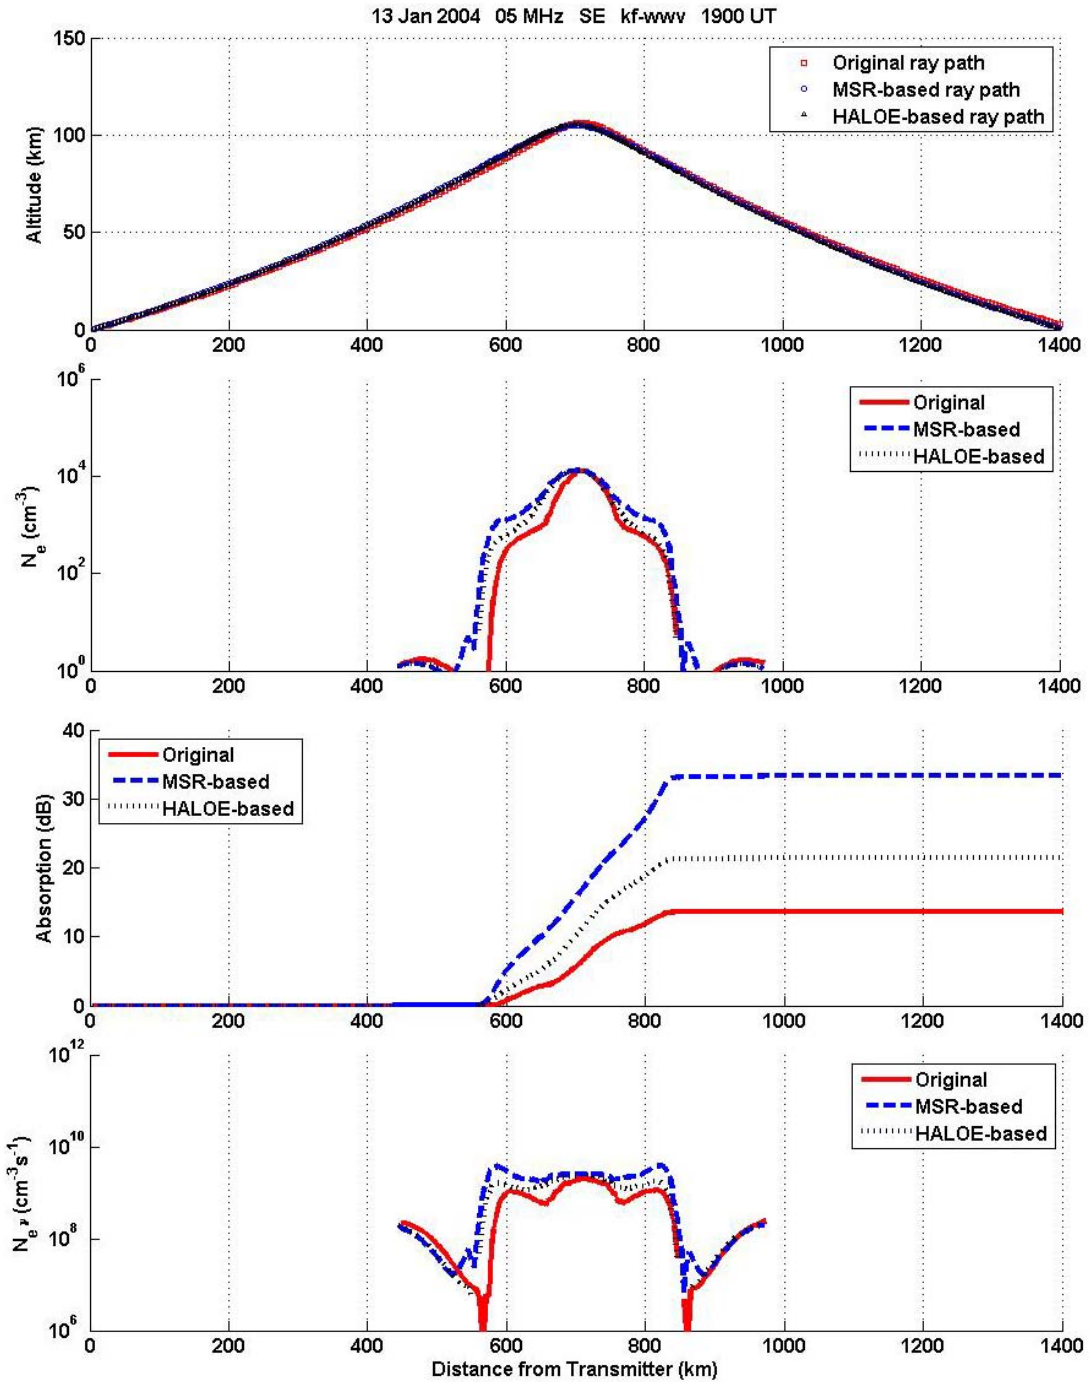 13 Jan 2004 05 MHz SE kf-wwv 1900 UT
150
100
50
0
Altitude (km)
Original ray path
MSR-based ray path
HALOE-based ray path
0 200 400 600 800 1000 1200 1400
10^6
10^4
10^2
10^0
N_e (cm^-3)
Original
MSR-based
HALOE-based
0 200 400 600 800 1000 1200 1400
40
30
20
10
0
Absorption (dB)
Original
MSR-based
HALOE-based
0 200 400 600 800 1000 1200 1400
10^12
10^10
10^8
10^6
N_e ν (cm^-3 s^-1)
Original
MSR-based
HALOE-based
0 200 400 600 800 1000 1200 1400
Distance from Transmitter (km)